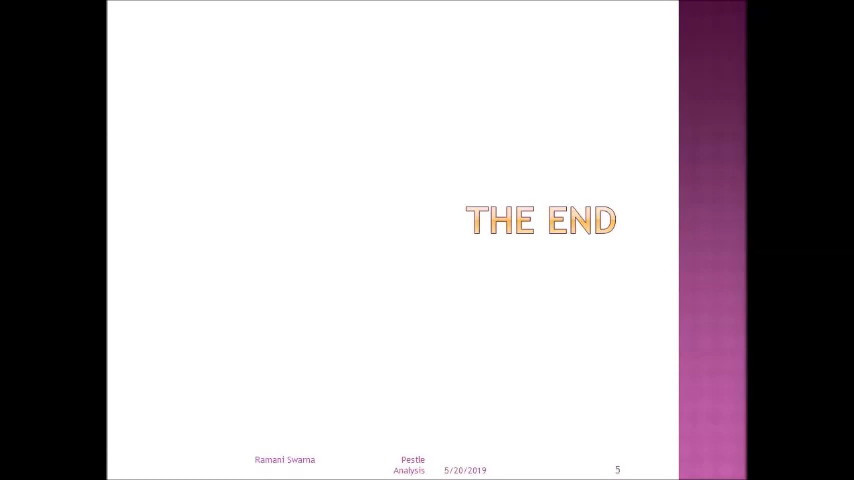 THE END
Ramani Swarna
Pestle
Analysis
5/20/2019
5